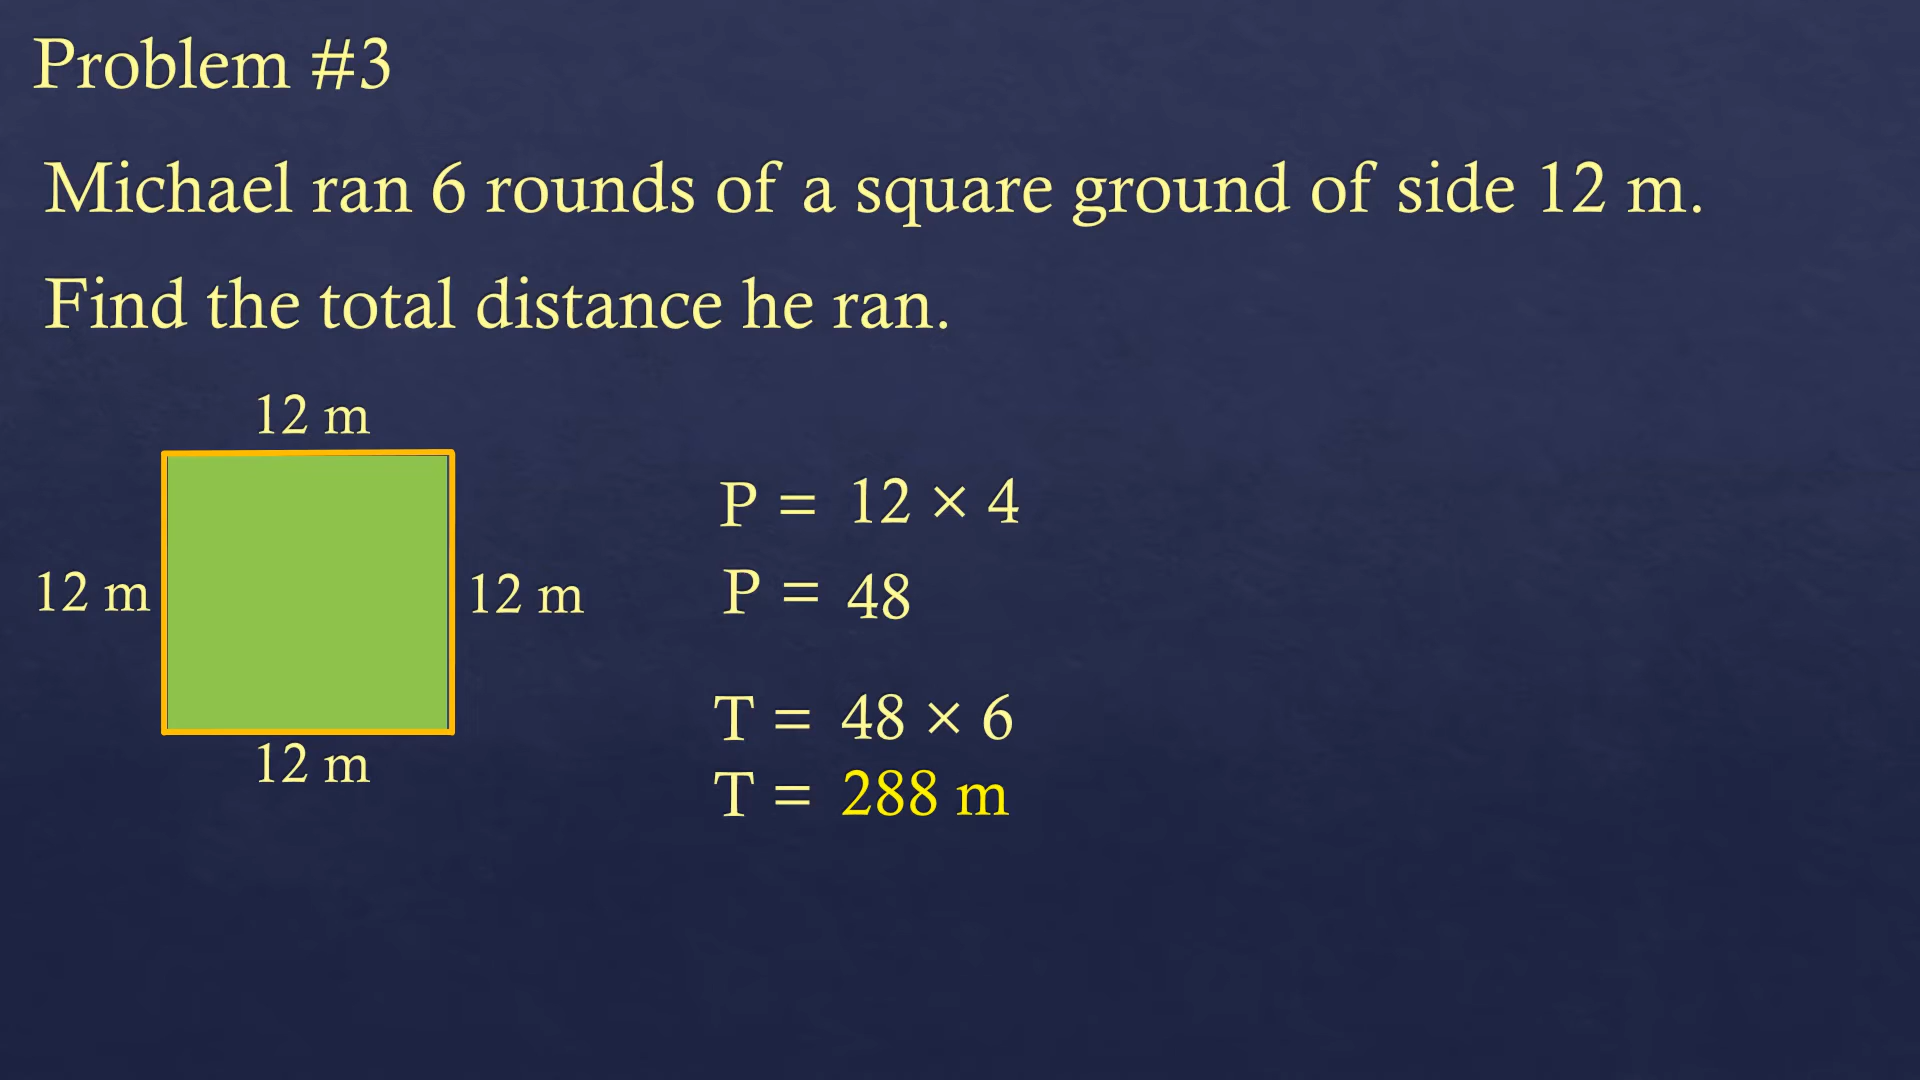 Problem #3
Michael ran 6 rounds of a square ground of side 12 m.
Find the total distance he ran.
12 m
12 m
12 m
12 m
P = 12 × 4
P = 48
T = 48 × 6
T = 288 m